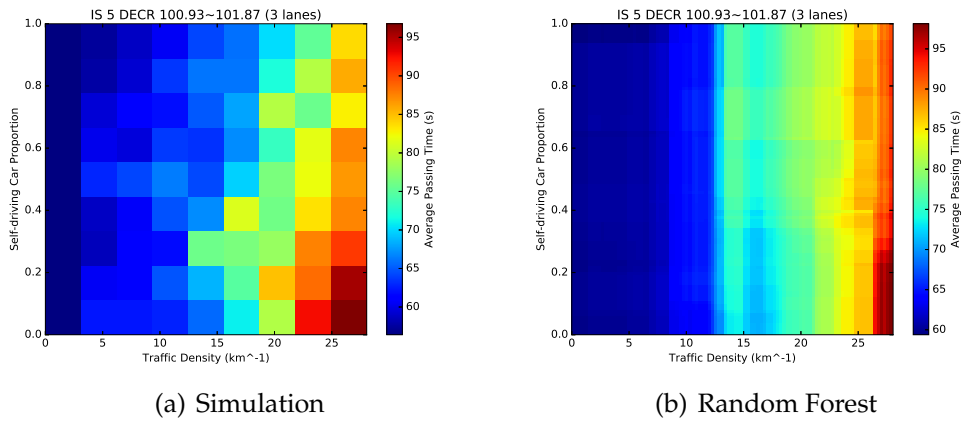 IS 5 DECR 100.93~101.87 (3 lanes)
1.0
0.8
0.6
0.4
0.2
0.0
Self-driving Car Proportion
0 5 10 15 20 25
Traffic Density (km^-1)
95
90
85
80
75
70
65
60
Average Passing Time (s)
(a) Simulation
IS 5 DECR 100.93~101.87 (3 lanes)
1.0
0.8
0.6
0.4
0.2
0.0
Self-driving Car Proportion
0 5 10 15 20 25
Traffic Density (km^-1)
95
90
85
80
75
70
65
60
Average Passing Time (s)
(b) Random Forest